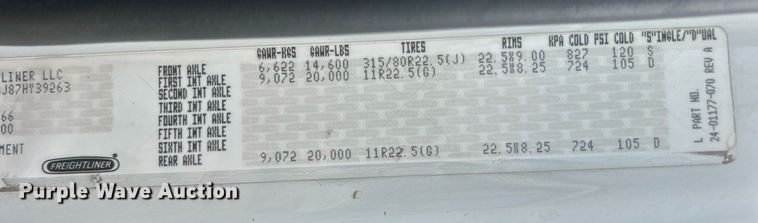 GAWR-KGS GAWR-LBS TIRES RIMS KPA COLD PSI COLD "S"INGLE/"D"UAL
LINER LLC
J87HY39263
66
00
MENT
FREIGHTLINER
FRONT AXLE 6,622 14,600 315/80R22.5(J) 22.5X9.00 827 120 S
FIRST INT AXLE 9,072 20,000 11R22.5(G) 22.5X8.25 724 105 D
SECOND INT AXLE
THIRD INT AXLE
FOURTH INT AXLE
FIFTH INT AXLE
SIXTH INT AXLE
REAR AXLE 9,072 20,000 11R22.5(G) 22.5X8.25 724 105 D
L PART NO.
24-01177-070 REV A
Purple Wave Auction